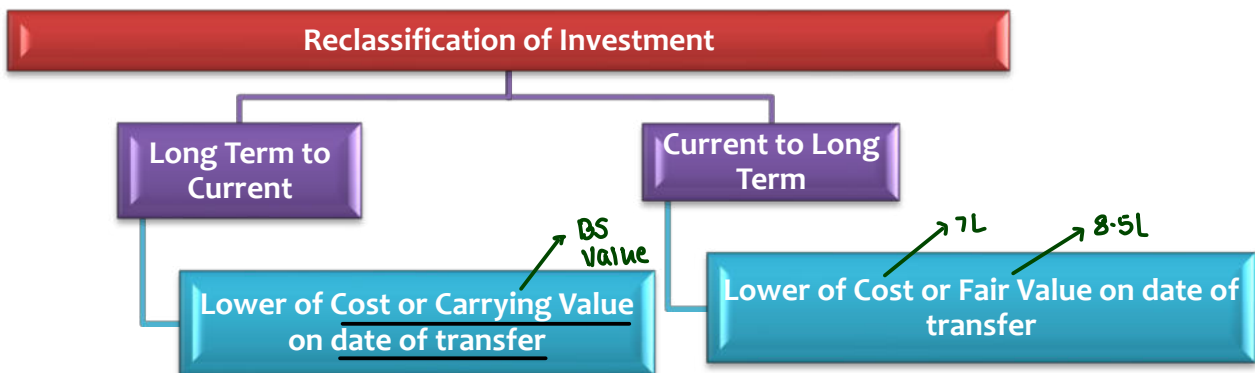 Reclassification of Investment
Long Term to
Current
Current to Long
Term
BS
Value
7L
8.5L
Lower of Cost or Carrying Value
on date of transfer
Lower of Cost or Fair Value on date of
transfer